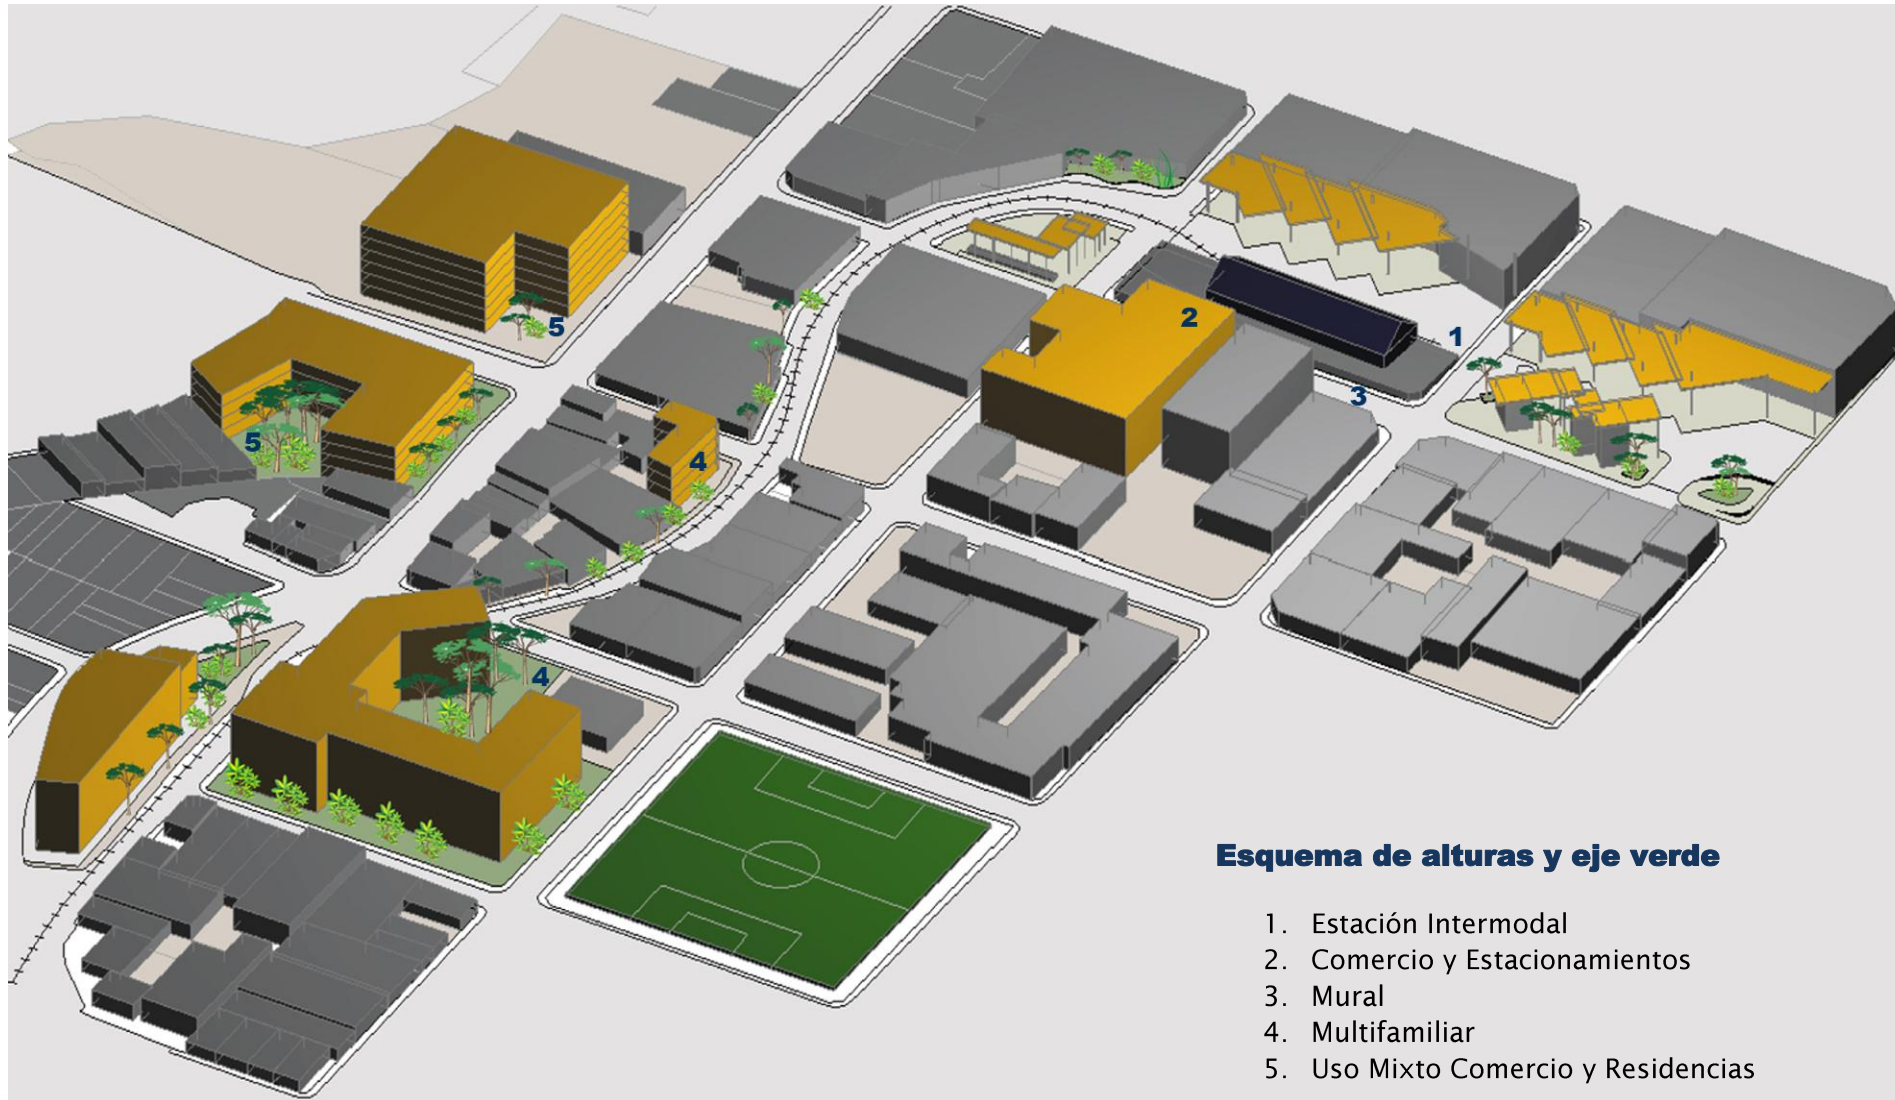 5
2
1
3
5
4
4
Esquema de alturas y eje verde
1. Estación Intermodal
2. Comercio y Estacionamientos
3. Mural
4. Multifamiliar
5. Uso Mixto Comercio y Residencias